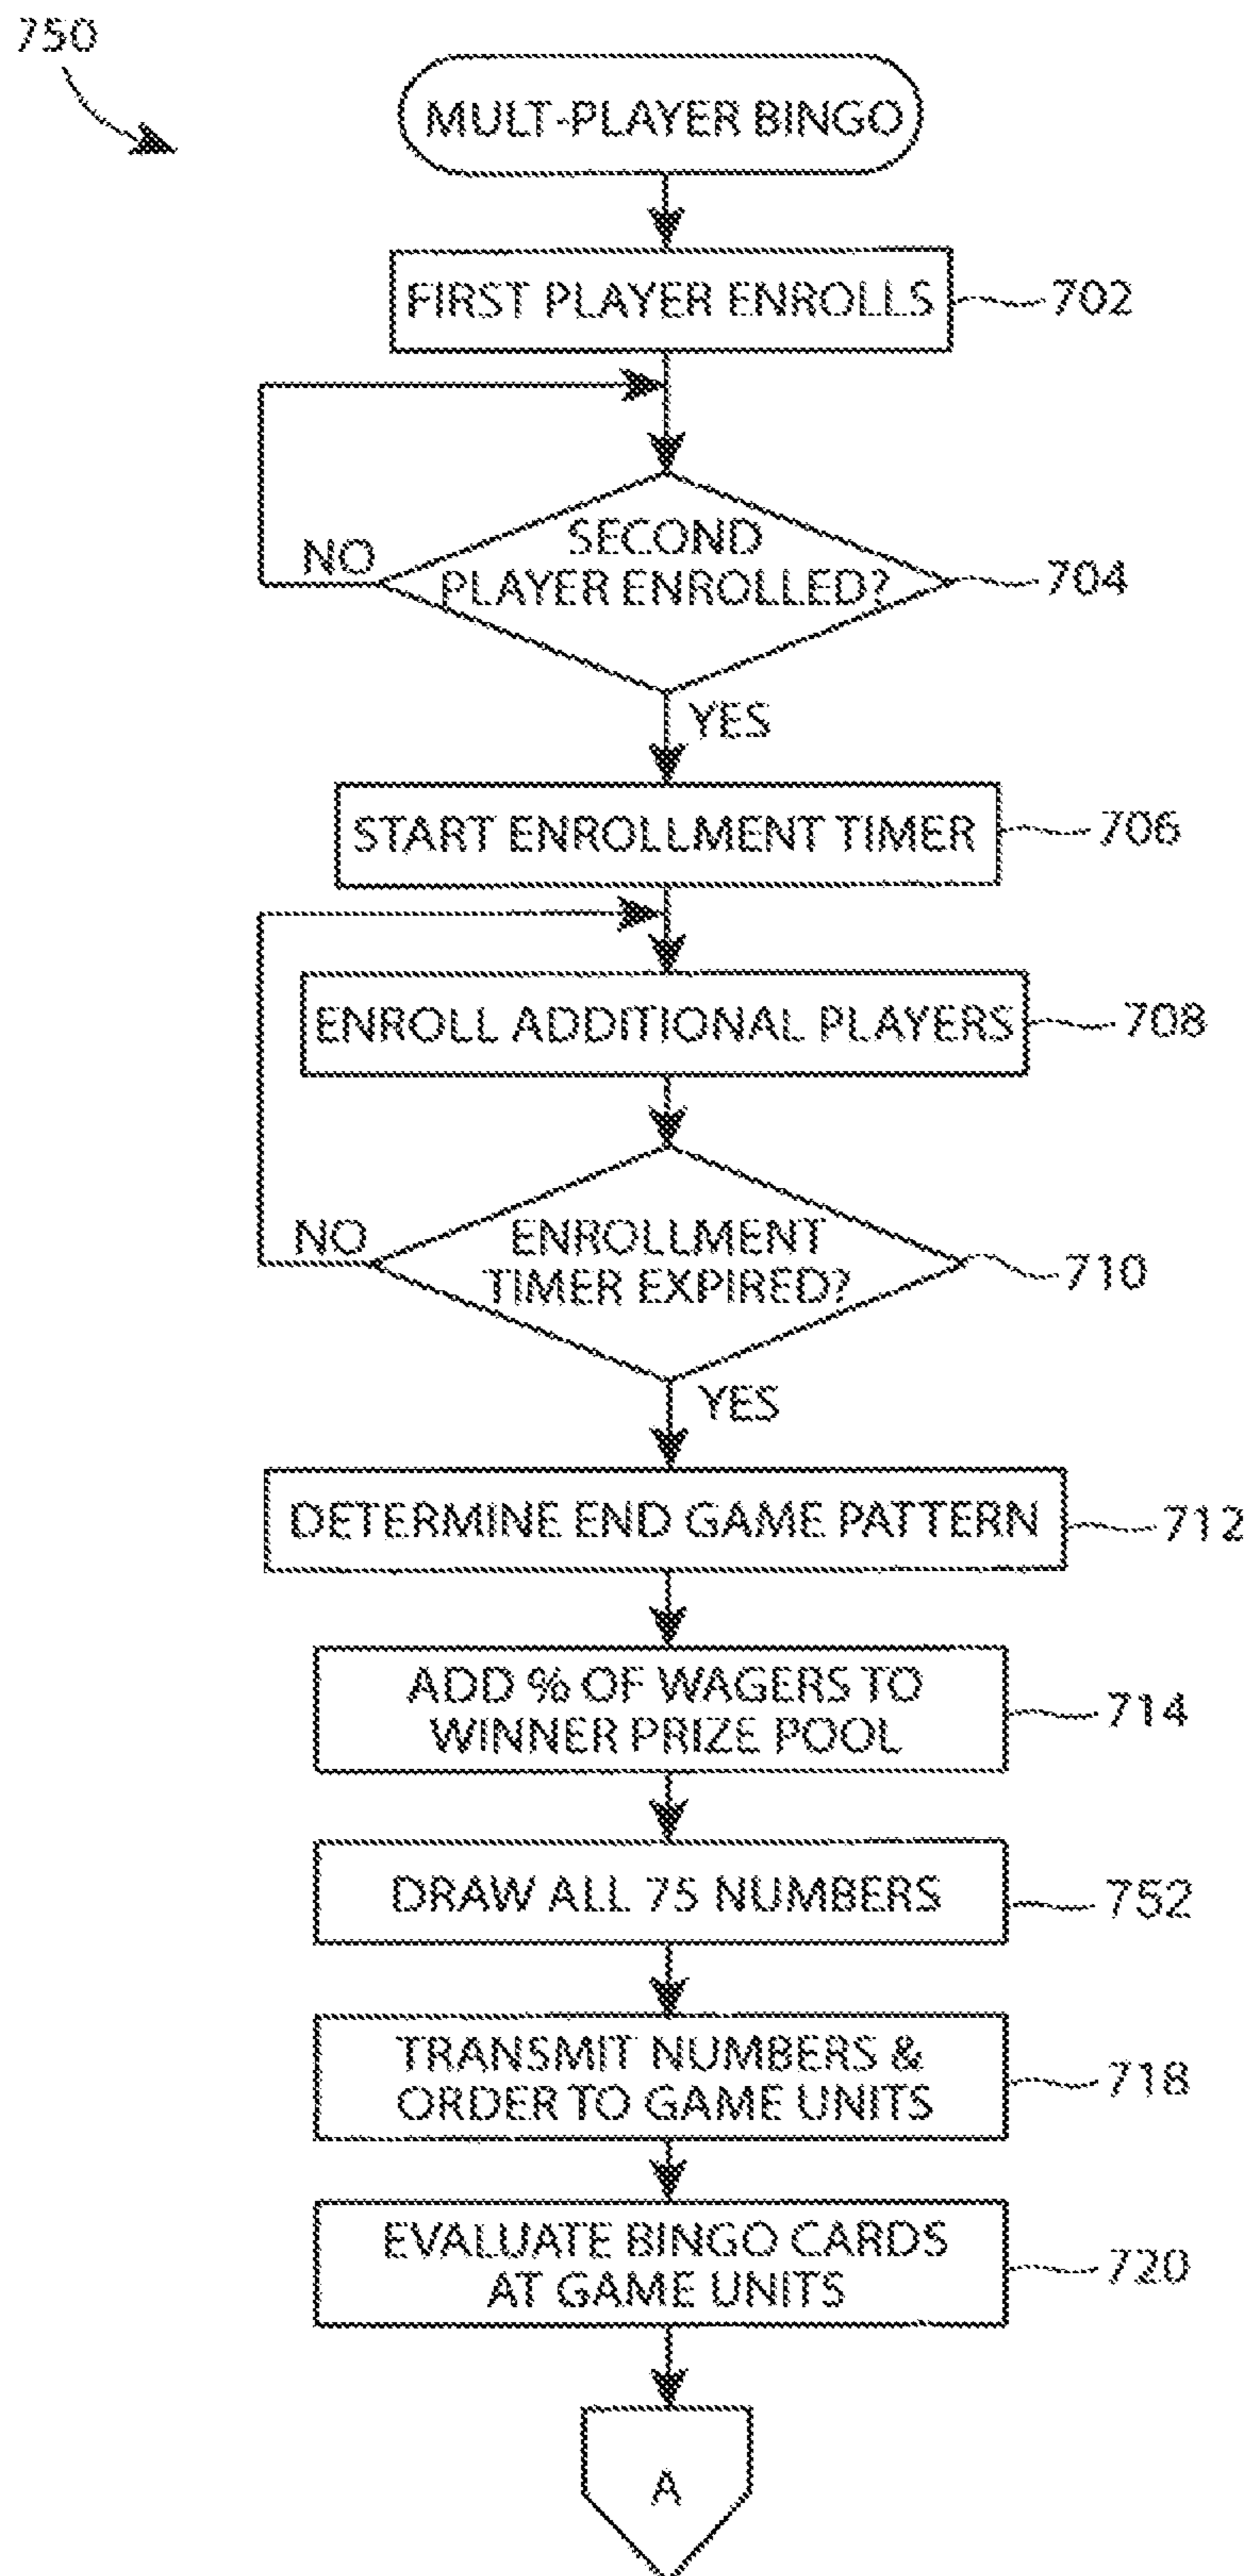 750
MULT-PLAYER BINGO
FIRST PLAYER ENROLLS
702
SECOND
PLAYER ENROLLED?
NO
704
YES
START ENROLLMENT TIMER
706
ENROLL ADDITIONAL PLAYERS
708
ENROLLMENT
TIMER EXPIRED?
NO
710
YES
DETERMINE END GAME PATTERN
712
ADD % OF WAGERS TO
WINNER PRIZE POOL
714
DRAW ALL 75 NUMBERS
752
TRANSMIT NUMBERS &
ORDER TO GAME UNITS
718
EVALUATE BINGO CARDS
AT GAME UNITS
720
A